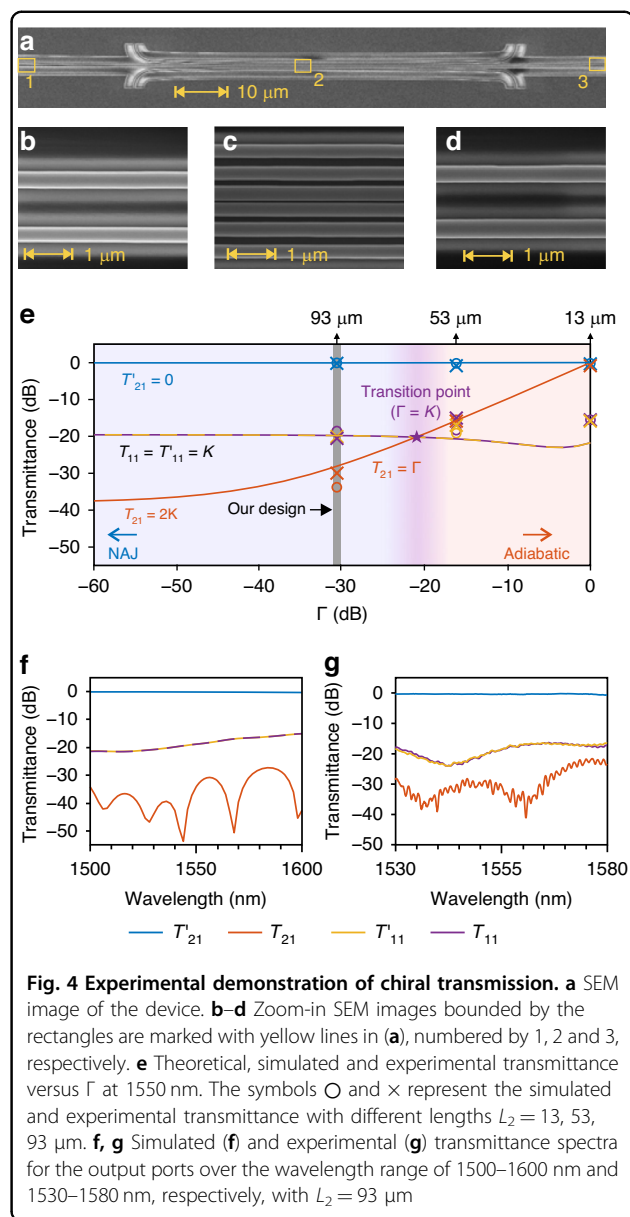 a
1
2
3
10 μm
b
c
d
1 μm
1 μm
1 μm
e
93 μm
53 μm
13 μm
Transmittance (dB)
0
−10
−20
−30
−40
−50
T'21 = 0
Transition point
(Γ = K)
T11 = T'11 = K
T21 = Γ
T21 = 2K
Our design
NAJ
Adiabatic
−60
−50
−40
−30
−20
−10
0
Γ (dB)
f
Transmittance (dB)
0
−10
−20
−30
−40
−50
1500
1550
1600
Wavelength (nm)
g
Transmittance (dB)
0
−10
−20
−30
−40
−50
1530
1555
1580
Wavelength (nm)
T'21
T21
T'11
T11
Fig. 4 Experimental demonstration of chiral transmission. a SEM
image of the device. b–d Zoom-in SEM images bounded by the
rectangles are marked with yellow lines in (a), numbered by 1, 2 and 3,
respectively. e Theoretical, simulated and experimental transmittance
versus Γ at 1550 nm. The symbols ○ and × represent the simulated
and experimental transmittance with different lengths L2 = 13, 53,
93 μm. f, g Simulated (f) and experimental (g) transmittance spectra
for the output ports over the wavelength range of 1500–1600 nm and
1530–1580 nm, respectively, with L2 = 93 μm